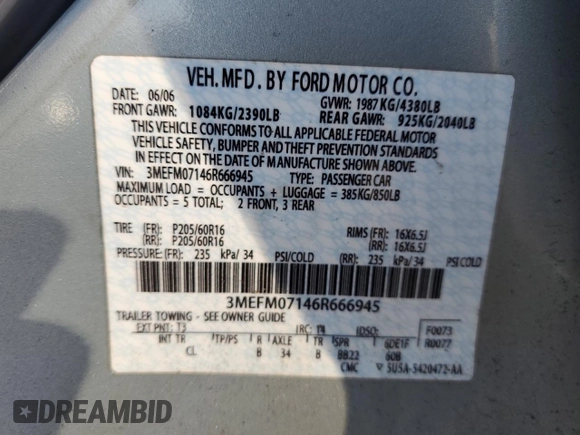 VEH. MFD. BY FORD MOTOR CO.
DATE: 06/06 GVWR: 1987 KG/4380LB
FRONT GAWR: 1084KG/2390LB REAR GAWR: 925KG/2040LB
THIS VEHICLE CONFORMS TO ALL APPLICABLE FEDERAL MOTOR
VEHICLE SAFETY, BUMPER AND THEFT PREVENTION STANDARDS
IN EFFECT ON THE DATE OF MANUFACTURE SHOWN ABOVE.
VIN: 3MEFM07146R666945 TYPE: PASSENGER CAR
MAXIMUM LOAD = OCCUPANTS + LUGGAGE = 385KG/850LB
OCCUPANTS = 5 TOTAL; 2 FRONT, 3 REAR
TIRE (FR): P205/60R16 RIMS (FR): 16X6.5J
(RR): P205/60R16 (RR): 16X6.5J
PRESSURE: (FR): 235 kPa/ 34 PSI/COLD (RR): 235 kPa/ 34 PSI/COLD
3MEFM07146R666945
TRAILER TOWING - SEE OWNER GUIDE
EXT PNT: T3 RC: T4 DSO: F0073
INT TR TP/PS R AXLE TR SPR 6DE1F R0077
CL B 34 B BB22 60B
CMC 5U5A-5420472-AA
DREAMBID